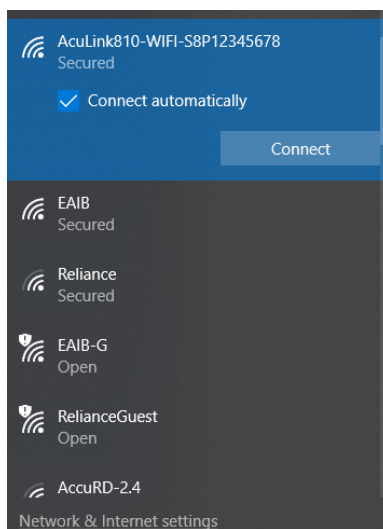 AcuLink810-WIFI-S8P12345678
Secured
Connect automatically
Connect
EAIB
Secured
Reliance
Secured
EAIB-G
Open
RelianceGuest
Open
AccuRD-2.4
Network & Internet settings